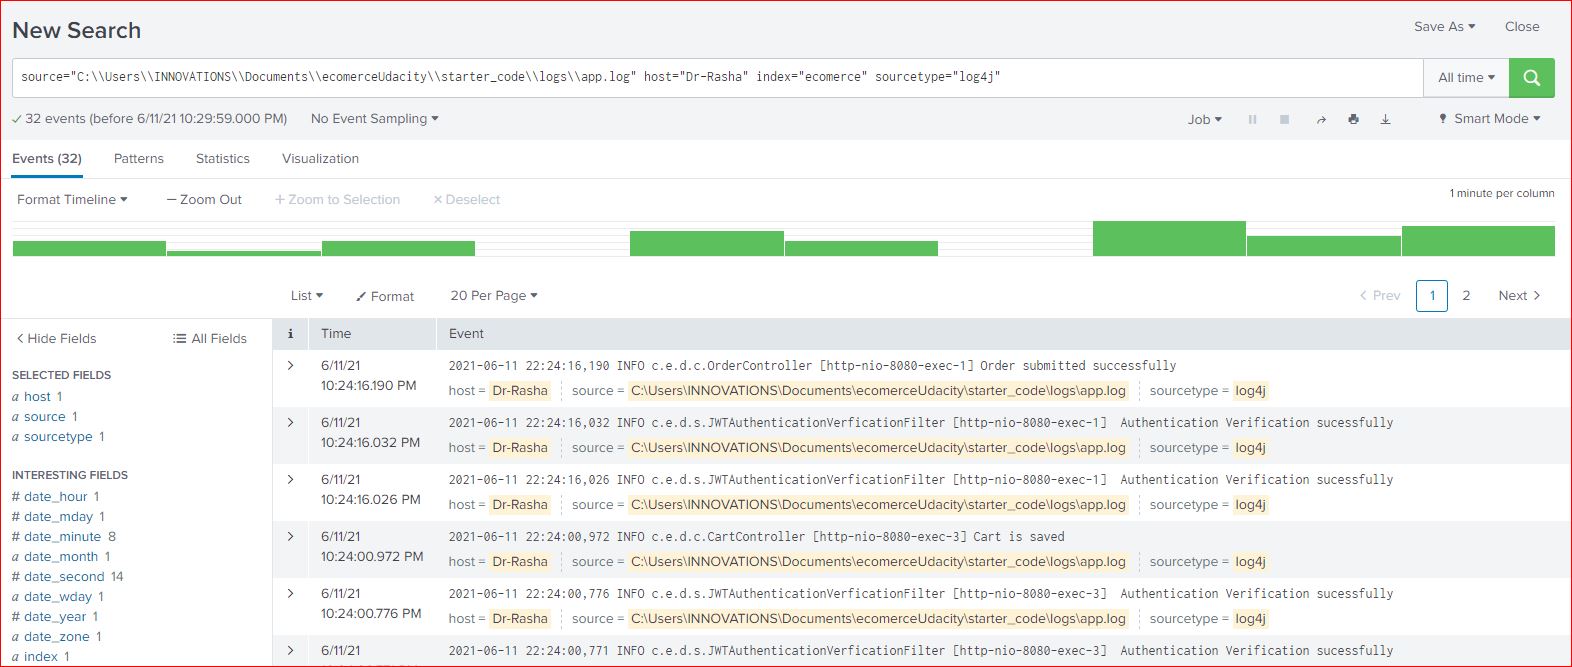 New Search
Save As
Close
source="C:\\Users\\INNOVATIONS\\Documents\\ecomerceUdacity\\starter_code\\logs\\app.log" host="Dr-Rasha" index="ecomerce" sourcetype="log4j"
All time
32 events (before 6/11/21 10:29:59.000 PM)
No Event Sampling
Job
Smart Mode
Events (32)
Patterns
Statistics
Visualization
Format Timeline
Zoom Out
Zoom to Selection
Deselect
1 minute per column
List
Format
20 Per Page
Prev
1
2
Next
Hide Fields
All Fields
SELECTED FIELDS
a host 1
a source 1
a sourcetype 1
INTERESTING FIELDS
# date_hour 1
# date_mday 1
# date_minute 8
a date_month 1
# date_second 14
a date_wday 1
# date_year 1
a date_zone 1
a index 1
i
Time
Event
6/11/21
10:24:16.190 PM
2021-06-11 22:24:16,190 INFO c.e.d.c.OrderController [http-nio-8080-exec-1] Order submitted successfully
host = Dr-Rasha source = C:\Users\INNOVATIONS\Documents\ecomerceUdacity\starter_code\logs\app.log sourcetype = log4j
6/11/21
10:24:16.032 PM
2021-06-11 22:24:16,032 INFO c.e.d.s.JWTAuthenticationVerficationFilter [http-nio-8080-exec-1] Authentication Verification sucessfully
host = Dr-Rasha source = C:\Users\INNOVATIONS\Documents\ecomerceUdacity\starter_code\logs\app.log sourcetype = log4j
6/11/21
10:24:16.026 PM
2021-06-11 22:24:16,026 INFO c.e.d.s.JWTAuthenticationVerficationFilter [http-nio-8080-exec-1] Authentication Verification sucessfully
host = Dr-Rasha source = C:\Users\INNOVATIONS\Documents\ecomerceUdacity\starter_code\logs\app.log sourcetype = log4j
6/11/21
10:24:00.972 PM
2021-06-11 22:24:00,972 INFO c.e.d.c.CartController [http-nio-8080-exec-3] Cart is saved
host = Dr-Rasha source = C:\Users\INNOVATIONS\Documents\ecomerceUdacity\starter_code\logs\app.log sourcetype = log4j
6/11/21
10:24:00.776 PM
2021-06-11 22:24:00,776 INFO c.e.d.s.JWTAuthenticationVerficationFilter [http-nio-8080-exec-3] Authentication Verification sucessfully
host = Dr-Rasha source = C:\Users\INNOVATIONS\Documents\ecomerceUdacity\starter_code\logs\app.log sourcetype = log4j
6/11/21
2021-06-11 22:24:00,771 INFO c.e.d.s.JWTAuthenticationVerficationFilter [http-nio-8080-exec-3] Authentication Verification sucessfully